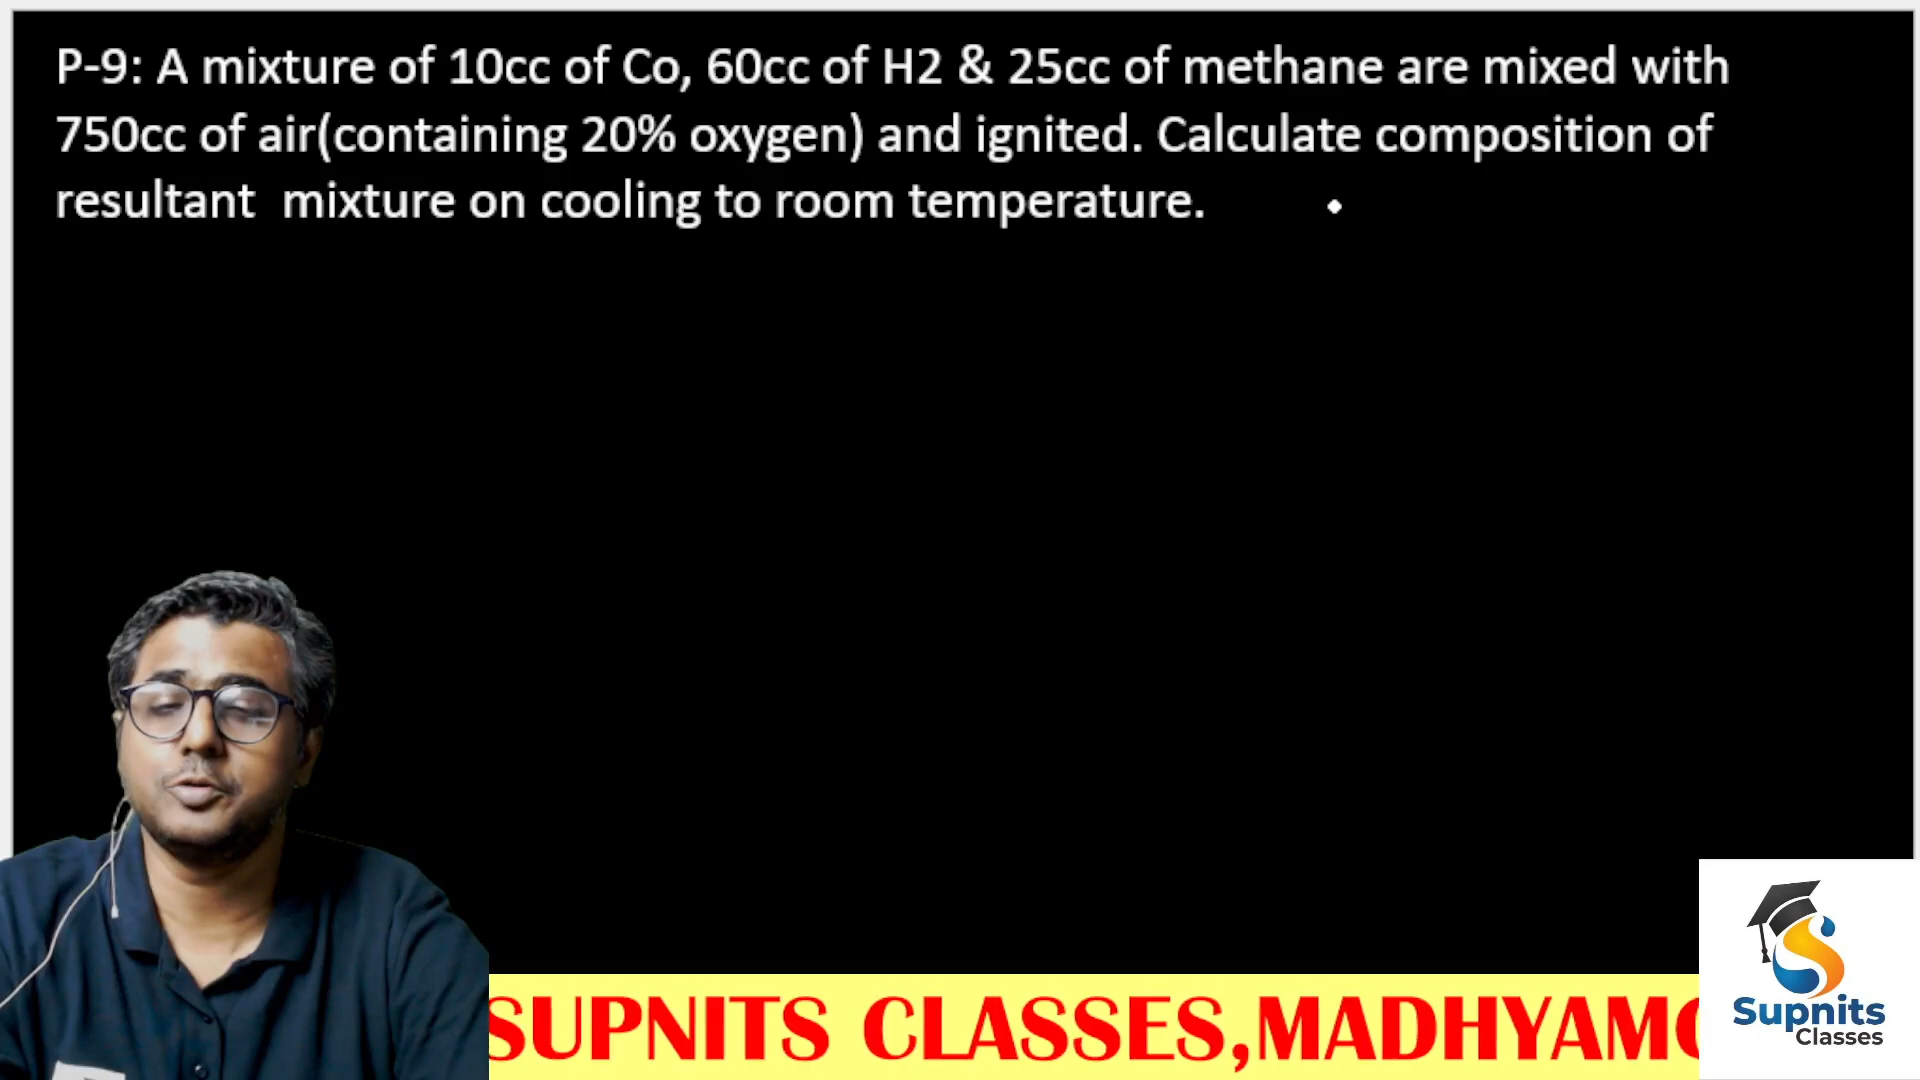 P-9: A mixture of 10cc of Co, 60cc of H2 & 25cc of methane are mixed with
750cc of air(containing 20% oxygen) and ignited. Calculate composition of
resultant  mixture on cooling to room temperature.
SUPNITS CLASSES,MADHYAMG
Supnits
Classes